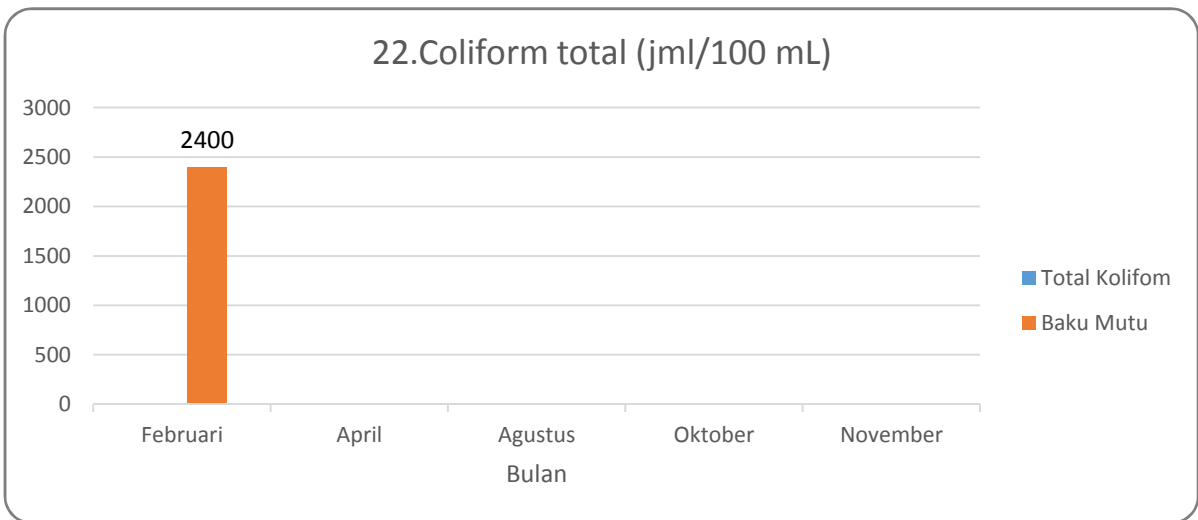 22.Coliform total (jml/100 mL)
3000
2500
2000
1500
1000
500
0
2400
Februari
April
Agustus
Oktober
November
Bulan
Total Kolifom
Baku Mutu